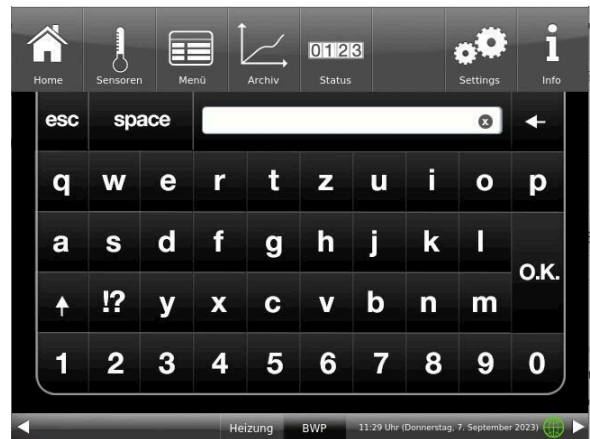 0123
Home Sensoren Menü Archiv Status Settings Info
esc space
q w e r t z u i o p
a s d f g h j k l
O.K.
!? y x c v b n m
1 2 3 4 5 6 7 8 9 0
Heizung BWP 11:29 Uhr (Donnerstag, 7. September 2023)